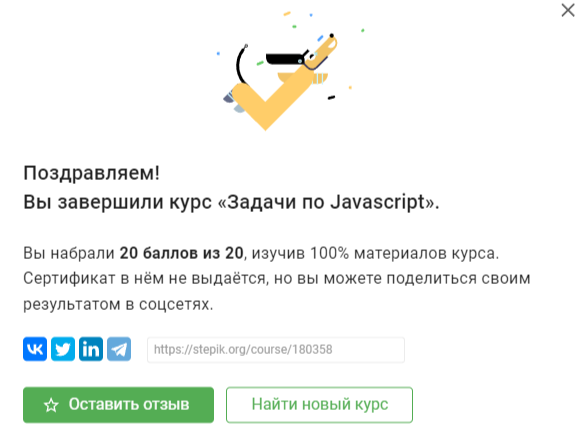 Поздравляем!
Вы завершили курс «Задачи по Javascript».
Вы набрали 20 баллов из 20, изучив 100% материалов курса.
Сертификат в нём не выдаётся, но вы можете поделиться своим
результатом в соцсетях.
https://stepik.org/course/180358
Оставить отзыв
Найти новый курс